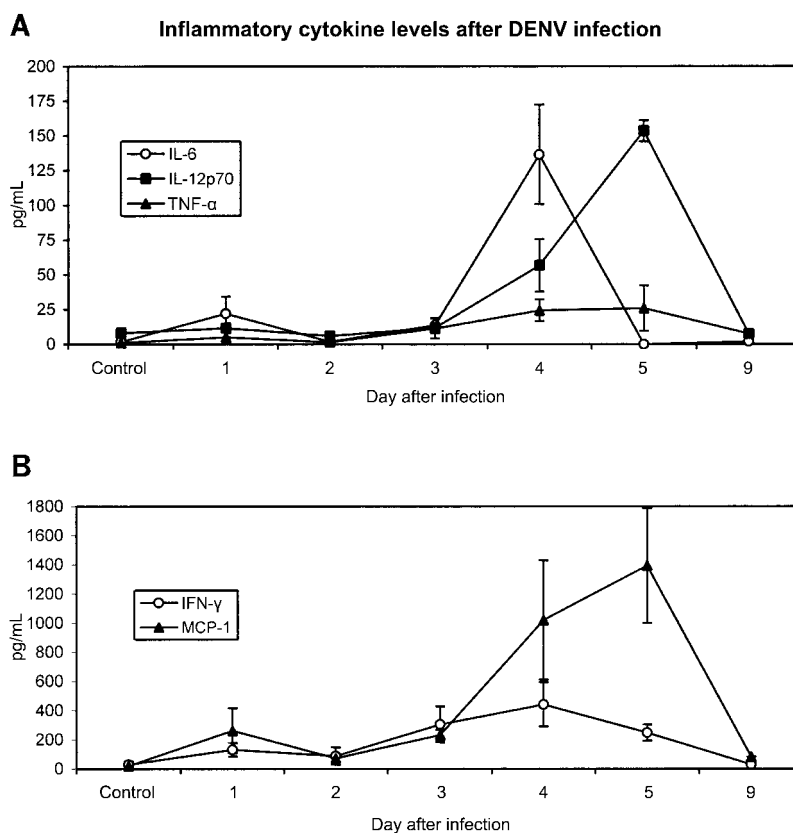 A
Inflammatory cytokine levels after DENV infection
200
175
150
125
100
75
50
25
0
pg/mL
IL-6
IL-12p70
TNF-α
Control 1 2 3 4 5 9
Day after infection
B
1800
1600
1400
1200
1000
800
600
400
200
0
pg/mL
IFN-γ
MCP-1
Control 1 2 3 4 5 9
Day after infection